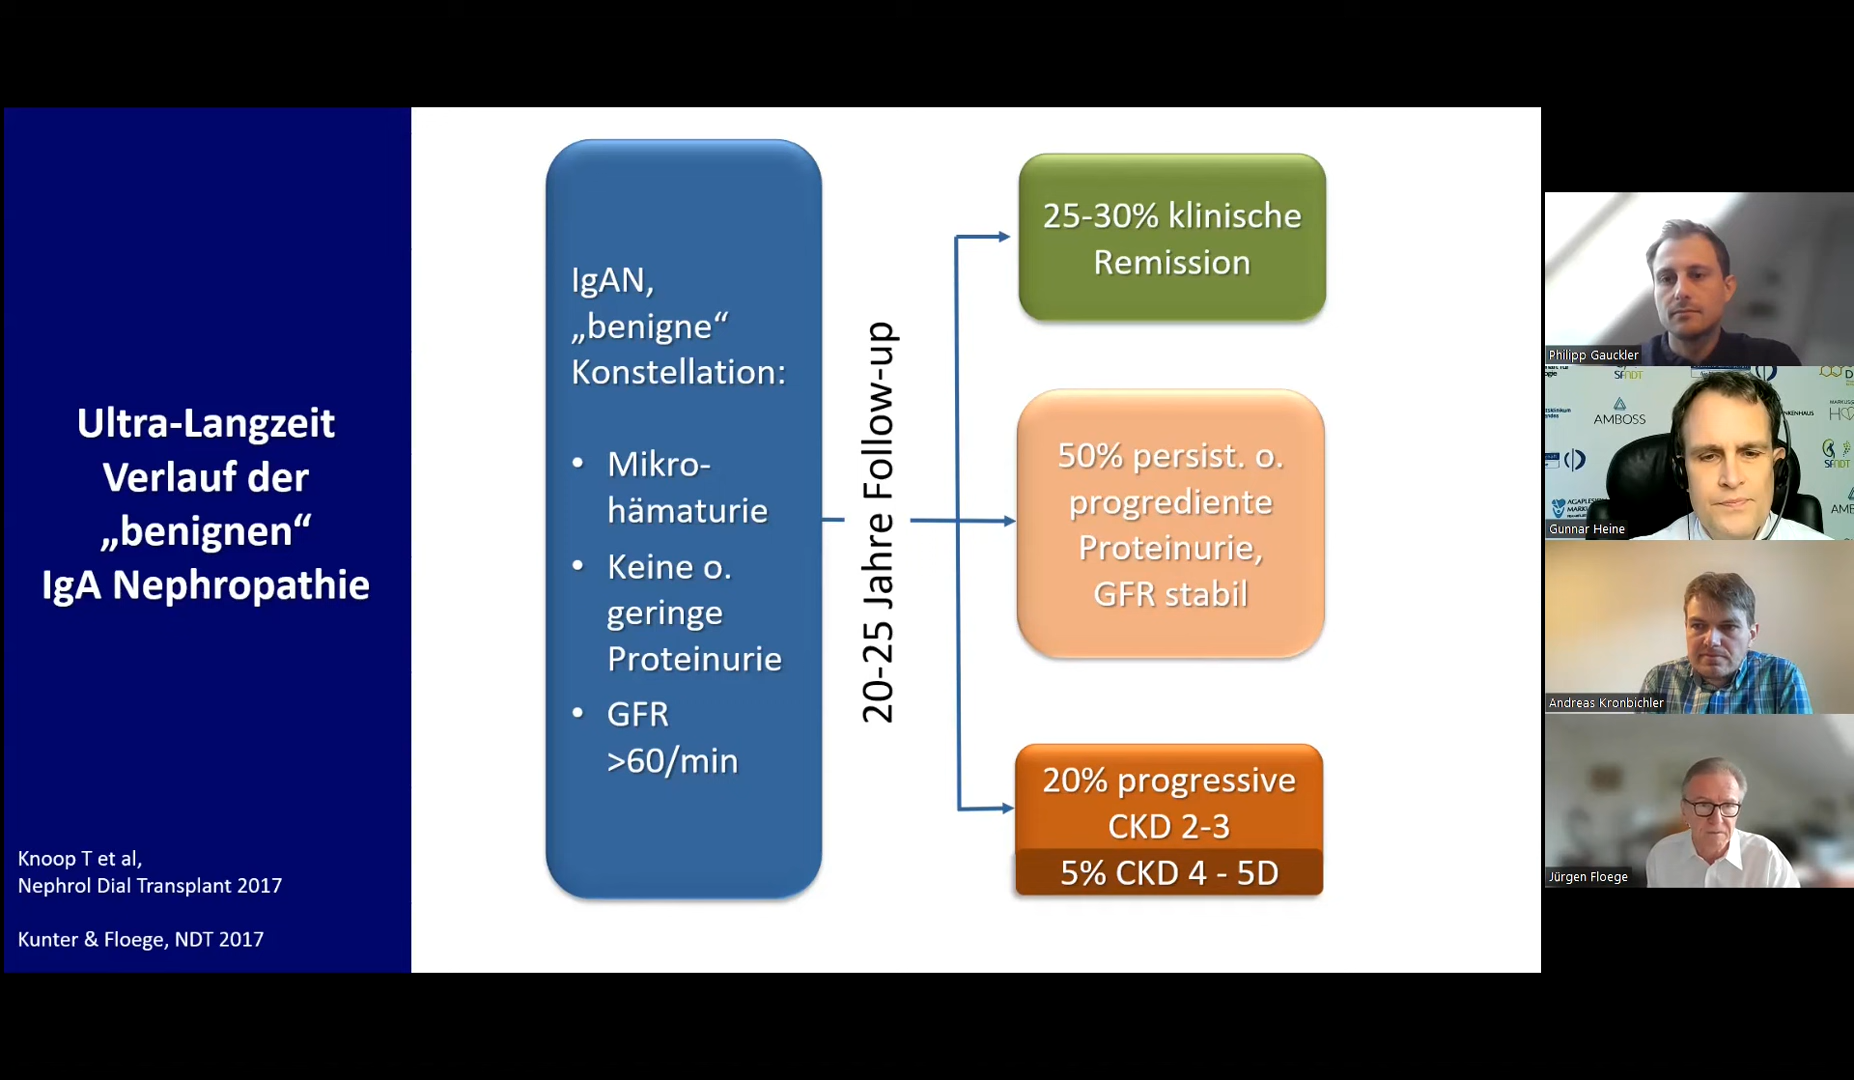 Ultra-Langzeit
Verlauf der
„benignen“
IgA Nephropathie
Knoop T et al,
Nephrol Dial Transplant 2017
Kunter & Floege, NDT 2017
IgAN,
„benigne“
Konstellation:
• Mikro-
hämaturie
• Keine o.
geringe
Proteinurie
• GFR
>60/min
20-25 Jahre Follow-up
25-30% klinische
Remission
50% persist. o.
progrediente
Proteinurie,
GFR stabil
20% progressive
CKD 2-3
5% CKD 4 - 5D
Philipp Gauckler
AMBOSS
SFNDT
Gunnar Heine
Andreas Kronbichler
Jürgen Floege